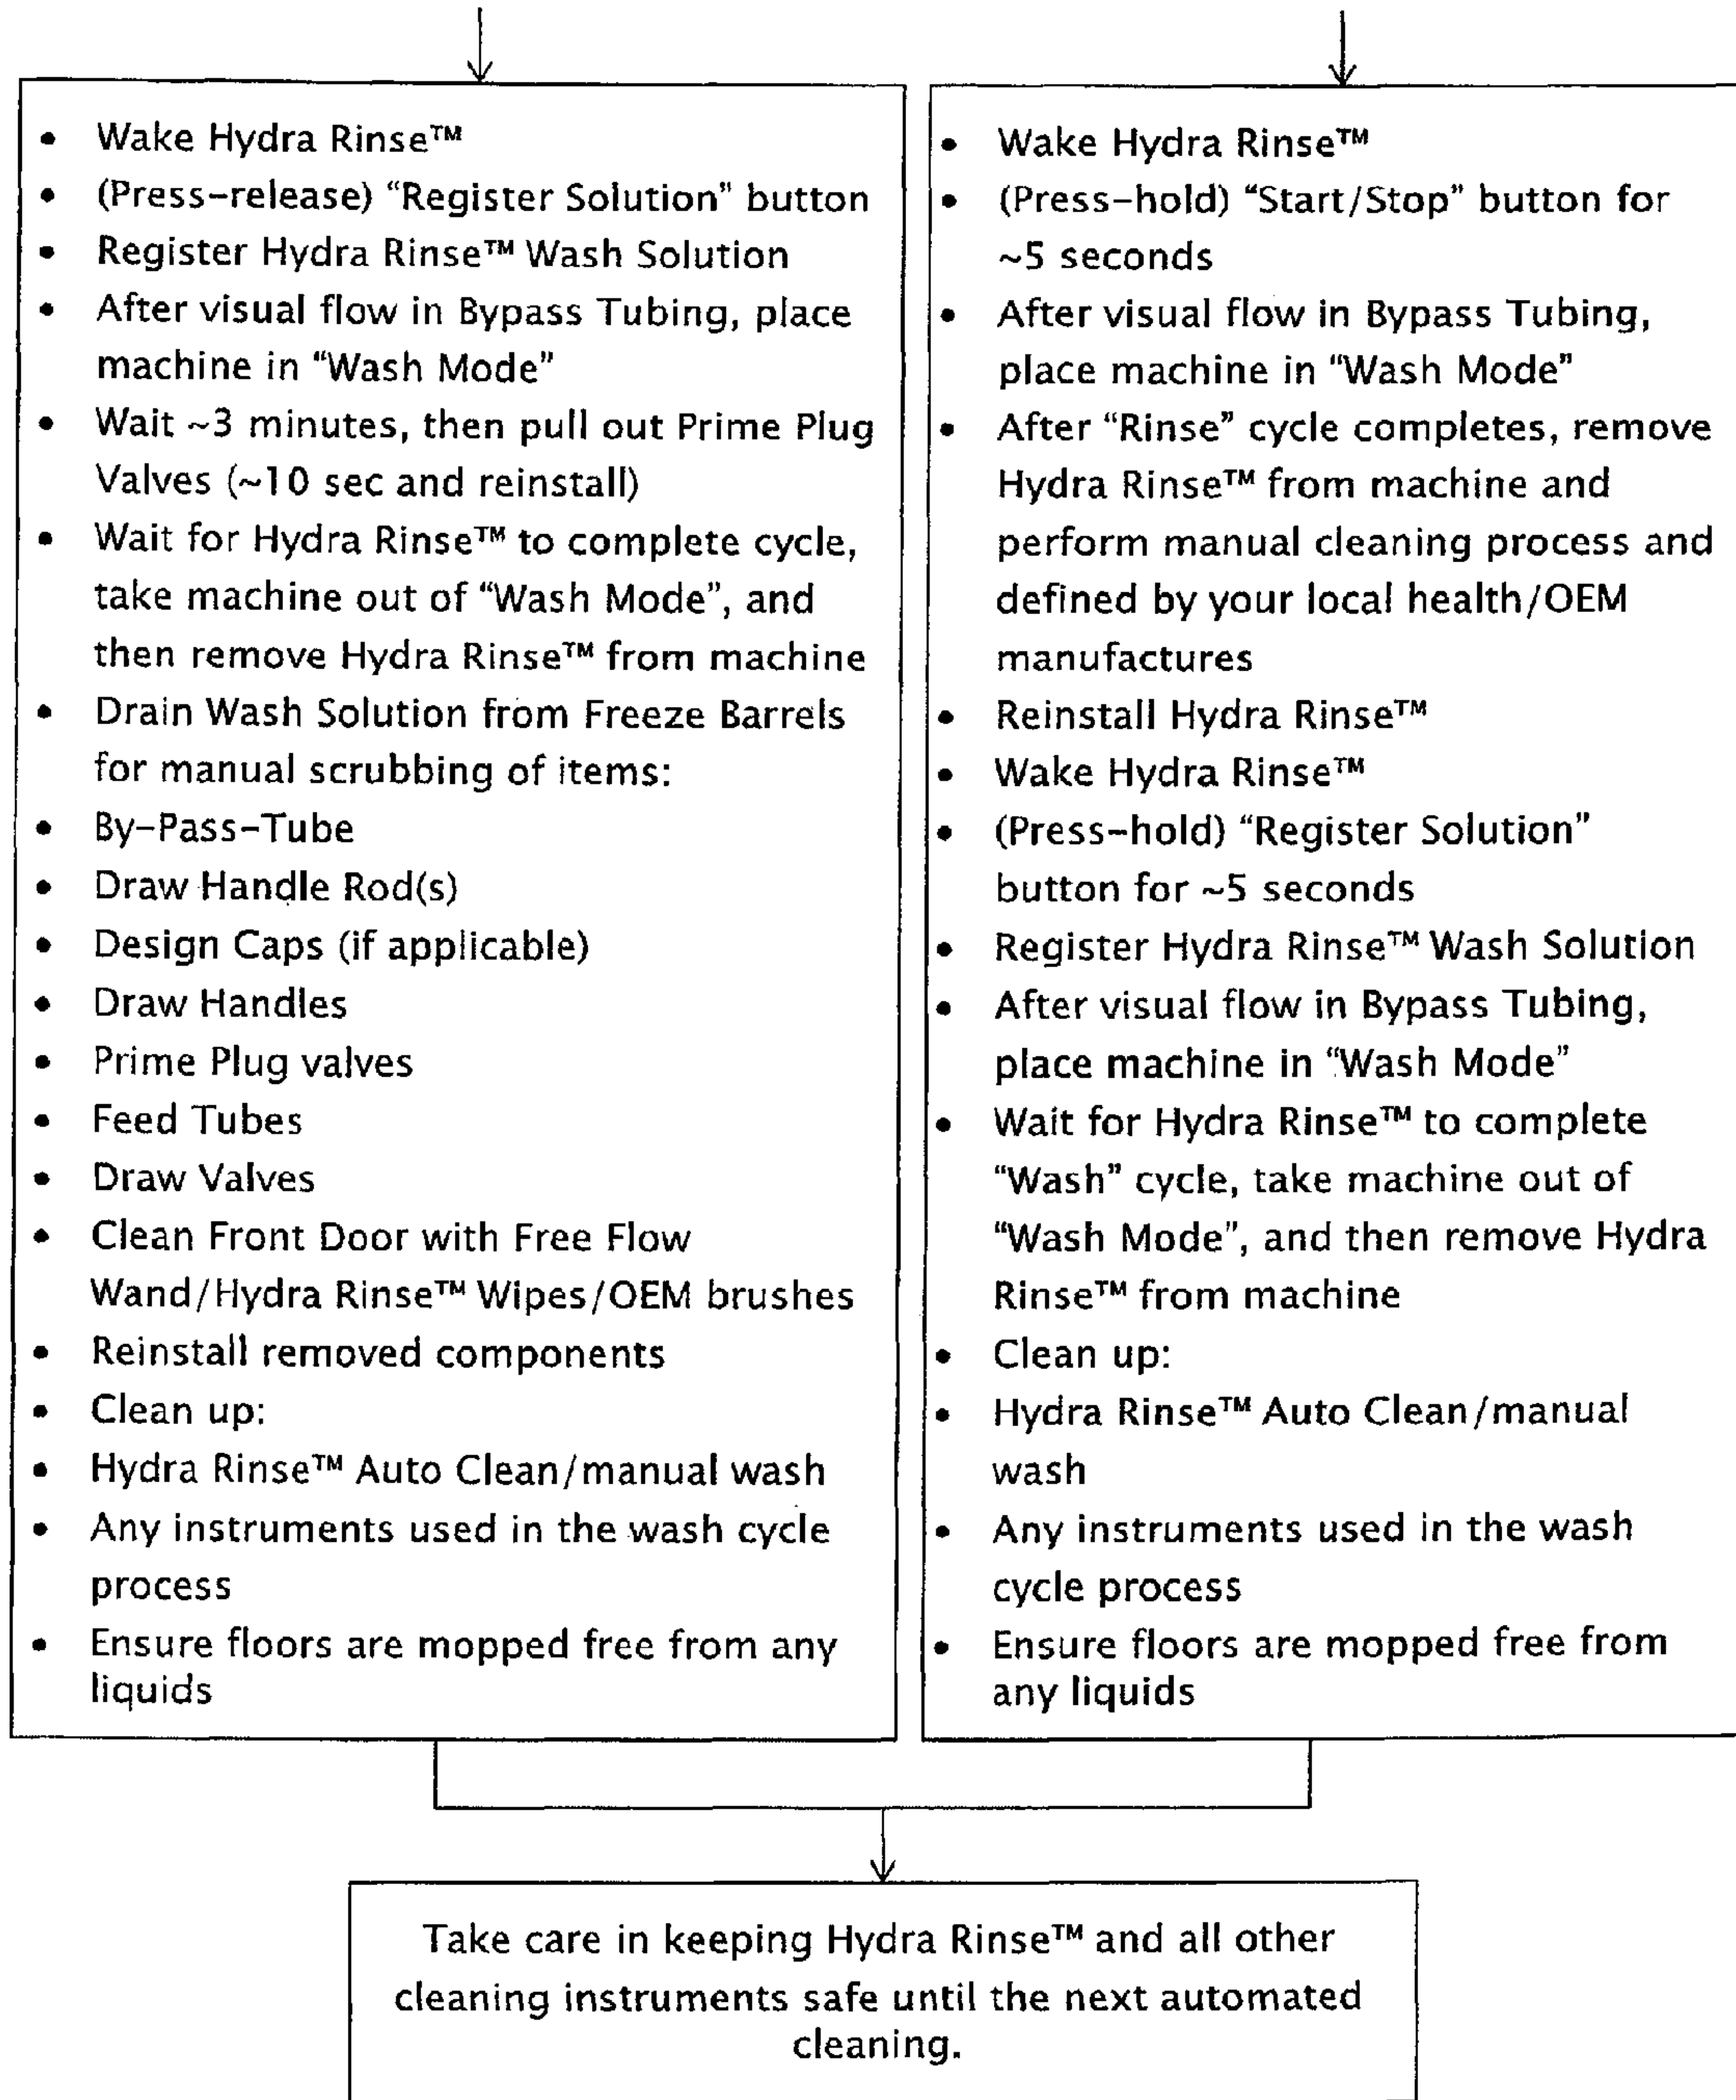 • Wake Hydra Rinse™
• (Press-release) “Register Solution” button
• Register Hydra Rinse™ Wash Solution
• After visual flow in Bypass Tubing, place
machine in “Wash Mode”
• Wait ~3 minutes, then pull out Prime Plug
Valves (~10 sec and reinstall)
• Wait for Hydra Rinse™ to complete cycle,
take machine out of “Wash Mode”, and
then remove Hydra Rinse™ from machine
• Drain Wash Solution from Freeze Barrels
for manual scrubbing of items:
• By-Pass-Tube
• Draw Handle Rod(s)
• Design Caps (if applicable)
• Draw Handles
• Prime Plug valves
• Feed Tubes
• Draw Valves
• Clean Front Door with Free Flow
Wand/Hydra Rinse™ Wipes/OEM brushes
• Reinstall removed components
• Clean up:
• Hydra Rinse™ Auto Clean/manual wash
• Any instruments used in the wash cycle
process
• Ensure floors are mopped free from any
liquids
• Wake Hydra Rinse™
• (Press-hold) “Start/Stop” button for
~5 seconds
• After visual flow in Bypass Tubing,
place machine in “Wash Mode”
• After “Rinse” cycle completes, remove
Hydra Rinse™ from machine and
perform manual cleaning process and
defined by your local health/OEM
manufactures
• Reinstall Hydra Rinse™
• Wake Hydra Rinse™
• (Press-hold) “Register Solution”
button for ~5 seconds
• Register Hydra Rinse™ Wash Solution
• After visual flow in Bypass Tubing,
place machine in “Wash Mode”
• Wait for Hydra Rinse™ to complete
“Wash” cycle, take machine out of
“Wash Mode”, and then remove Hydra
Rinse™ from machine
• Clean up:
• Hydra Rinse™ Auto Clean/manual
wash
• Any instruments used in the wash
cycle process
• Ensure floors are mopped free from
any liquids
Take care in keeping Hydra Rinse™ and all other
cleaning instruments safe until the next automated
cleaning.